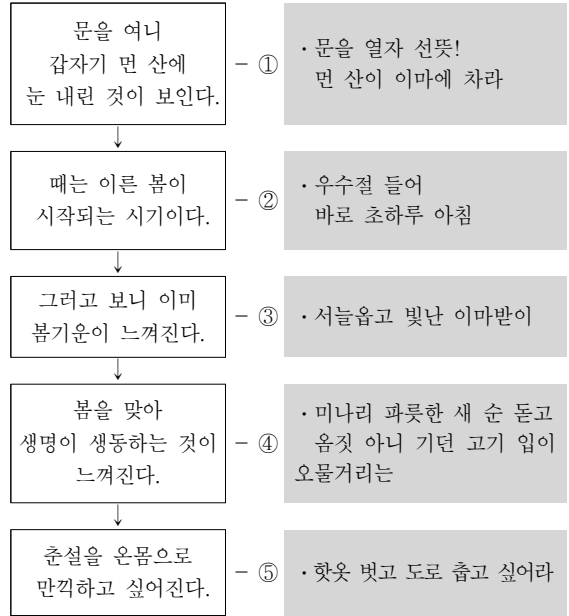 문을 여니
갑자기 먼 산에
눈 내린 것이 보인다.
- ①
· 문을 열자 선뜻!
먼 산이 이마에 차라
때는 이른 봄이
시작되는 시기이다.
- ②
· 우수절 들어
바로 초하루 아침
그러고 보니 이미
봄기운이 느껴진다.
- ③
· 서늘옵고 빛난 이마받이
봄을 맞아
생명이 생동하는 것이
느껴진다.
- ④
· 미나리 파릇한 새 순 돋고
옴짓 아니 기던 고기 입이
오물거리는
춘설을 온몸으로
만끽하고 싶어진다.
- ⑤
· 핫옷 벗고 도로 춥고 싶어라